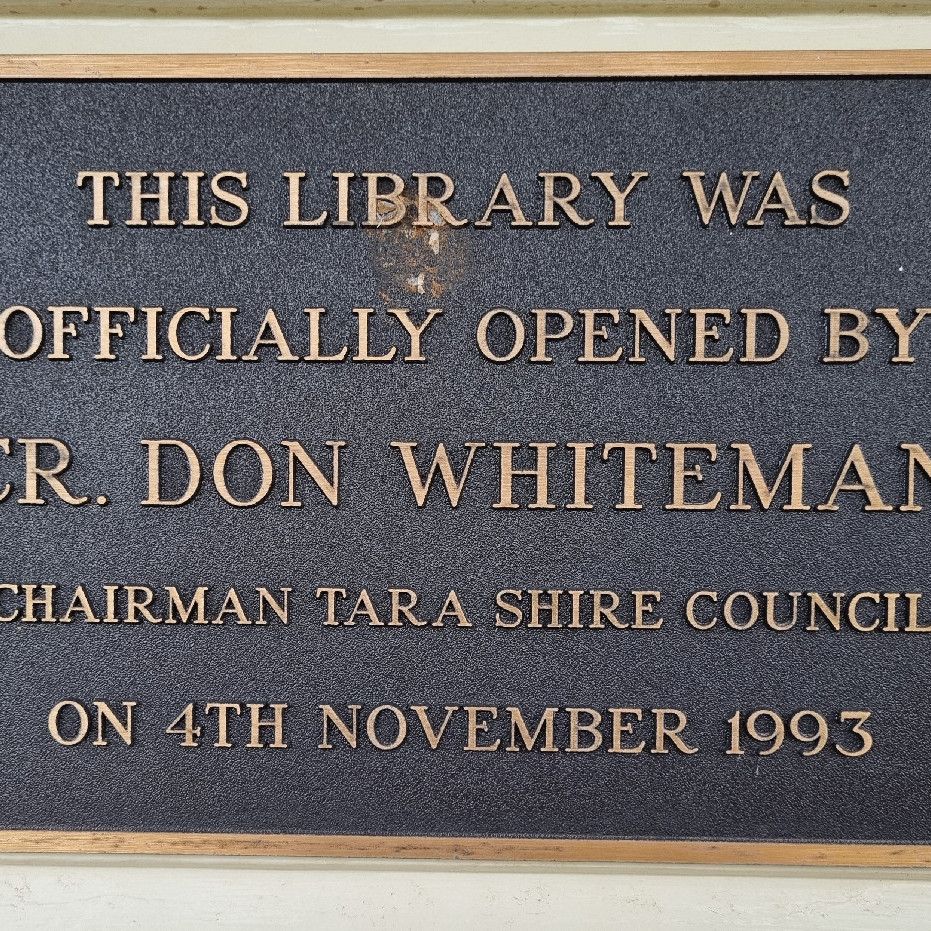 THIS LIBRARY WAS
OFFICIALLY OPENED BY
CR. DON WHITEMAN
CHAIRMAN TARA SHIRE COUNCIL
ON 4TH NOVEMBER 1993